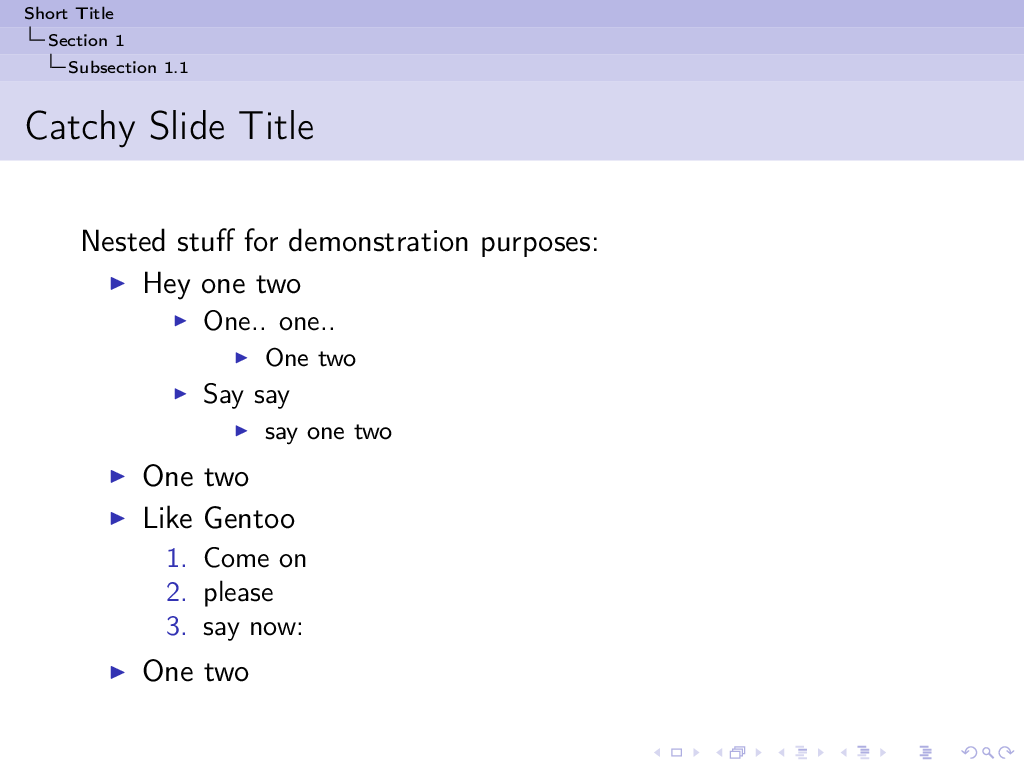 Short Title
Section 1
Subsection 1.1
Catchy Slide Title
Nested stuff for demonstration purposes:
Hey one two
One.. one..
One two
Say say
say one two
One two
Like Gentoo
1. Come on
2. please
3. say now:
One two